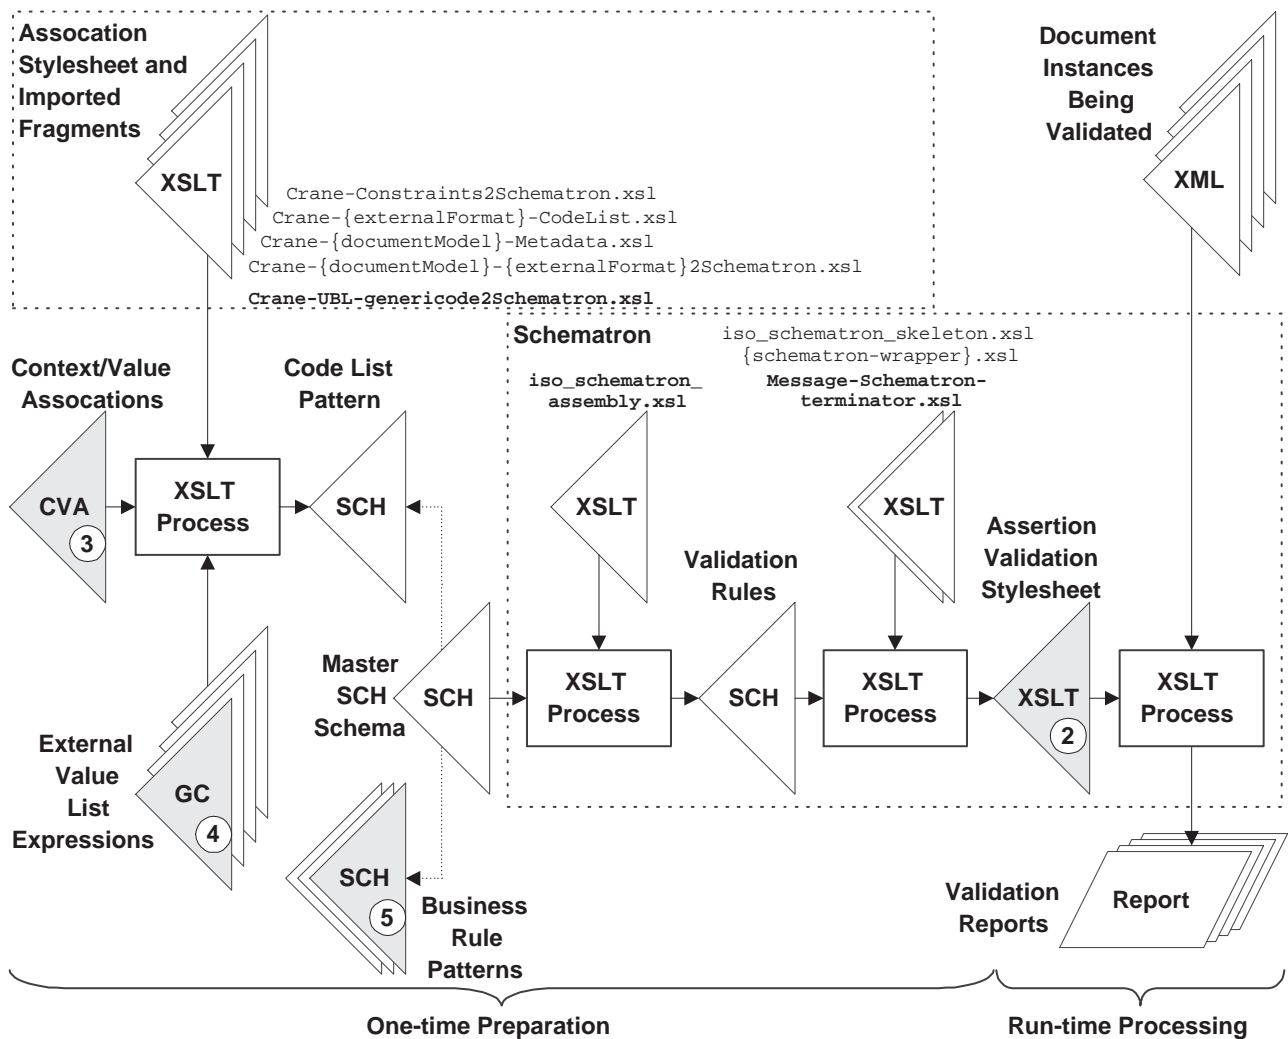 Assocation
Stylesheet and
Imported
Fragments
XSLT
Crane-Constraints2Schematron.xsl
Crane-{externalFormat}-CodeList.xsl
Crane-{documentModel}-Metadata.xsl
Crane-{documentModel}-{externalFormat}2Schematron.xsl
Crane-UBL-genericode2Schematron.xsl
Document
Instances
Being
Validated
XML
Schematron
iso_schematron_skeleton.xsl
{schematron-wrapper}.xsl
Message-Schematron-
terminator.xsl
iso_schematron_
assembly.xsl
Context/Value
Assocations
Code List
Pattern
CVA
3
XSLT
Process
SCH
XSLT
XSLT
Assertion
Validation
Stylesheet
Validation
Rules
Master
SCH
Schema
SCH
XSLT
Process
SCH
XSLT
Process
XSLT
2
XSLT
Process
External
Value
List
Expressions
GC
4
SCH
5
Business
Rule
Patterns
Validation
Reports
Report
One-time Preparation
Run-time Processing